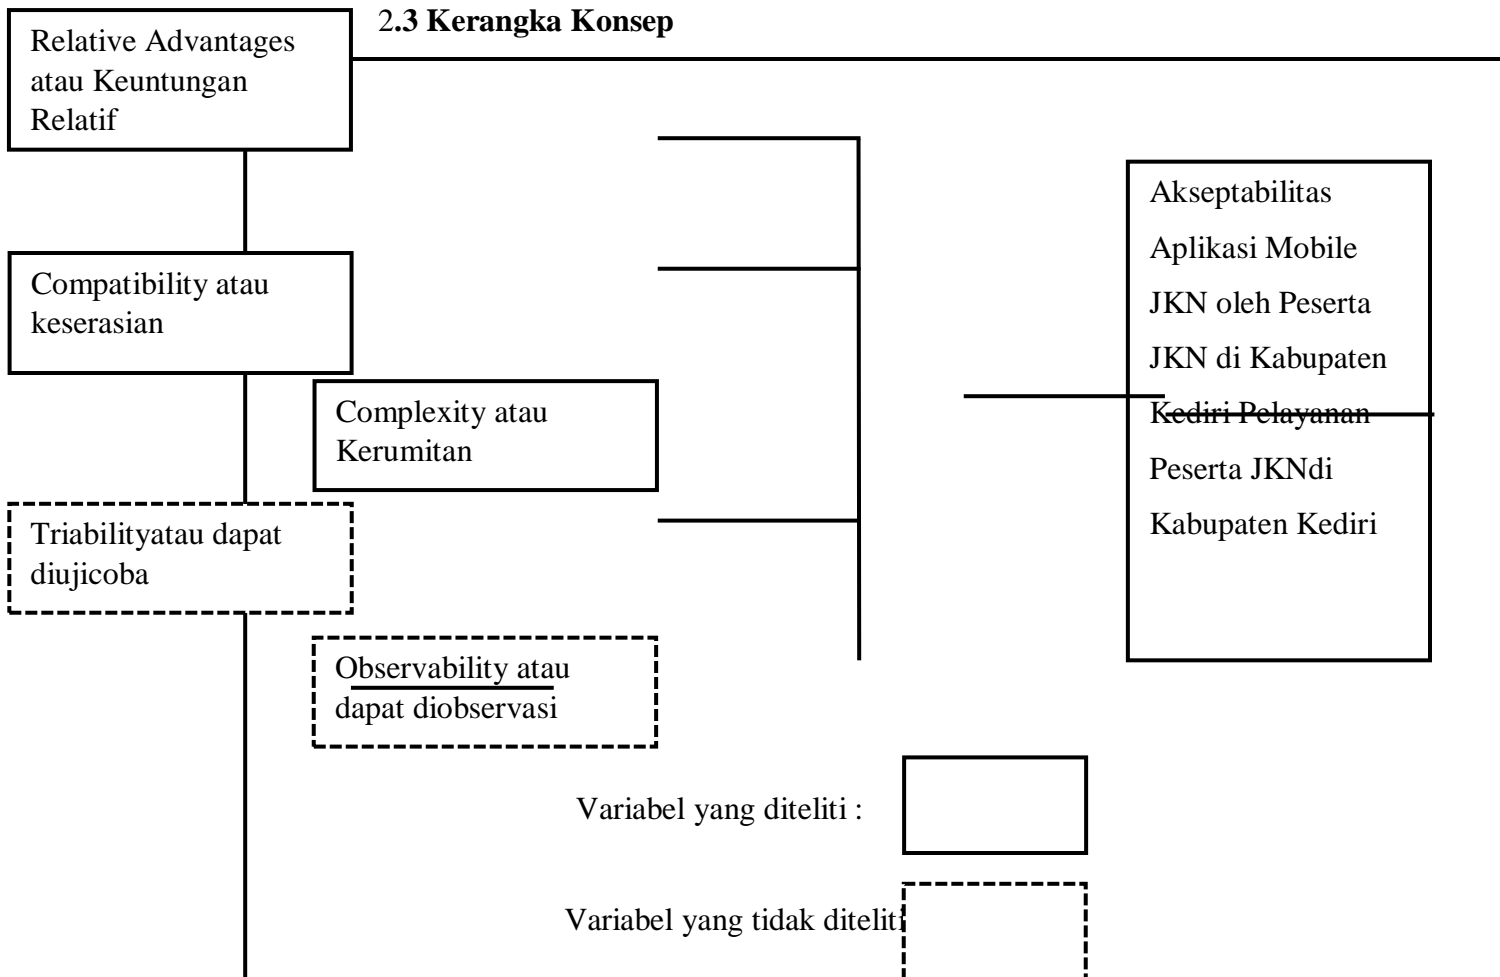 2.3 Kerangka Konsep
Relative Advantages
atau Keuntungan
Relatif
Compatibility atau
keserasian
Complexity atau
Kerumitan
Triabilityatau dapat
diujicoba
Observability atau
dapat diobservasi
Akseptabilitas
Aplikasi Mobile
JKN oleh Peserta
JKN di Kabupaten
Kediri Pelayanan
Peserta JKNdi
Kabupaten Kediri
Variabel yang diteliti :
Variabel yang tidak diteliti